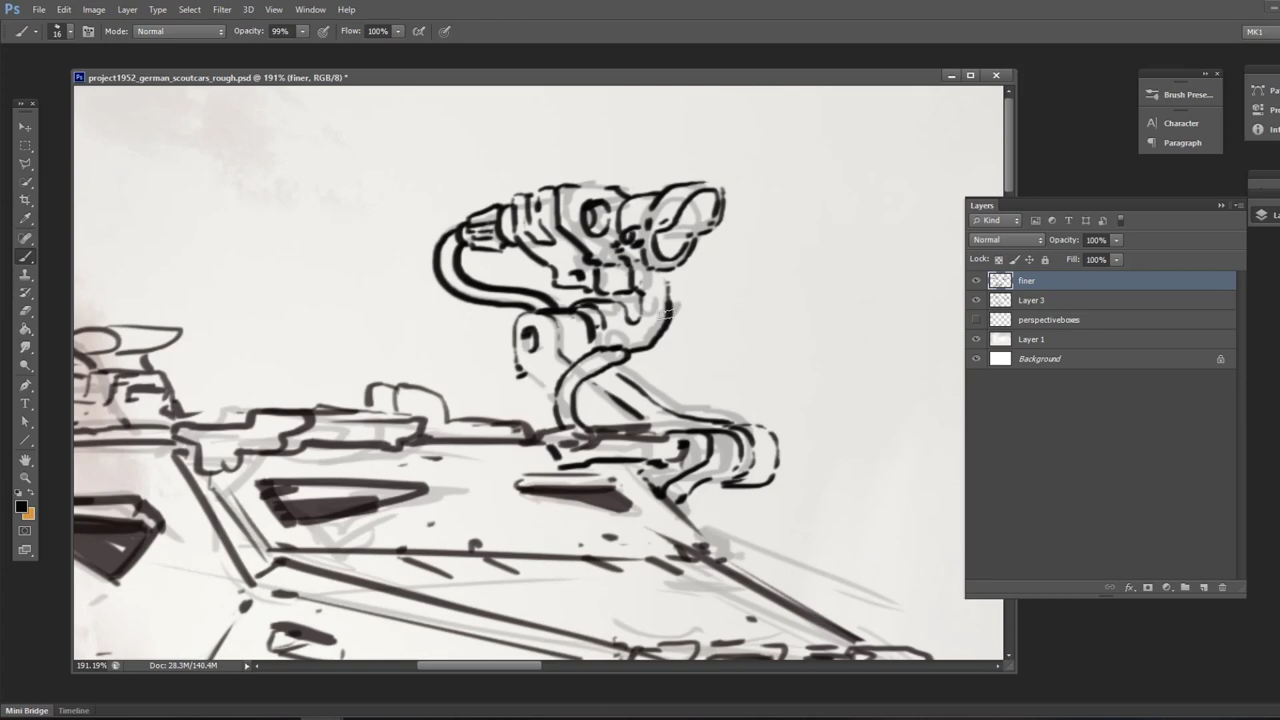 Ps File Edit Image Layer Type Select Filter 3D View Window Help
16 Mode: Normal Opacity: 99% Flow: 100% MK1
project1952_german_scoutcars_rough.psd @ 191% (finer, RGB/8) *
Brush Prese...
Character
Paragraph
Layers
Kind
Normal Opacity: 100%
Lock: Fill: 100%
finer
Layer 3
perspectiveboxes
Layer 1
Background
191.19% Doc: 28.3M/140.4M
Mini Bridge Timeline